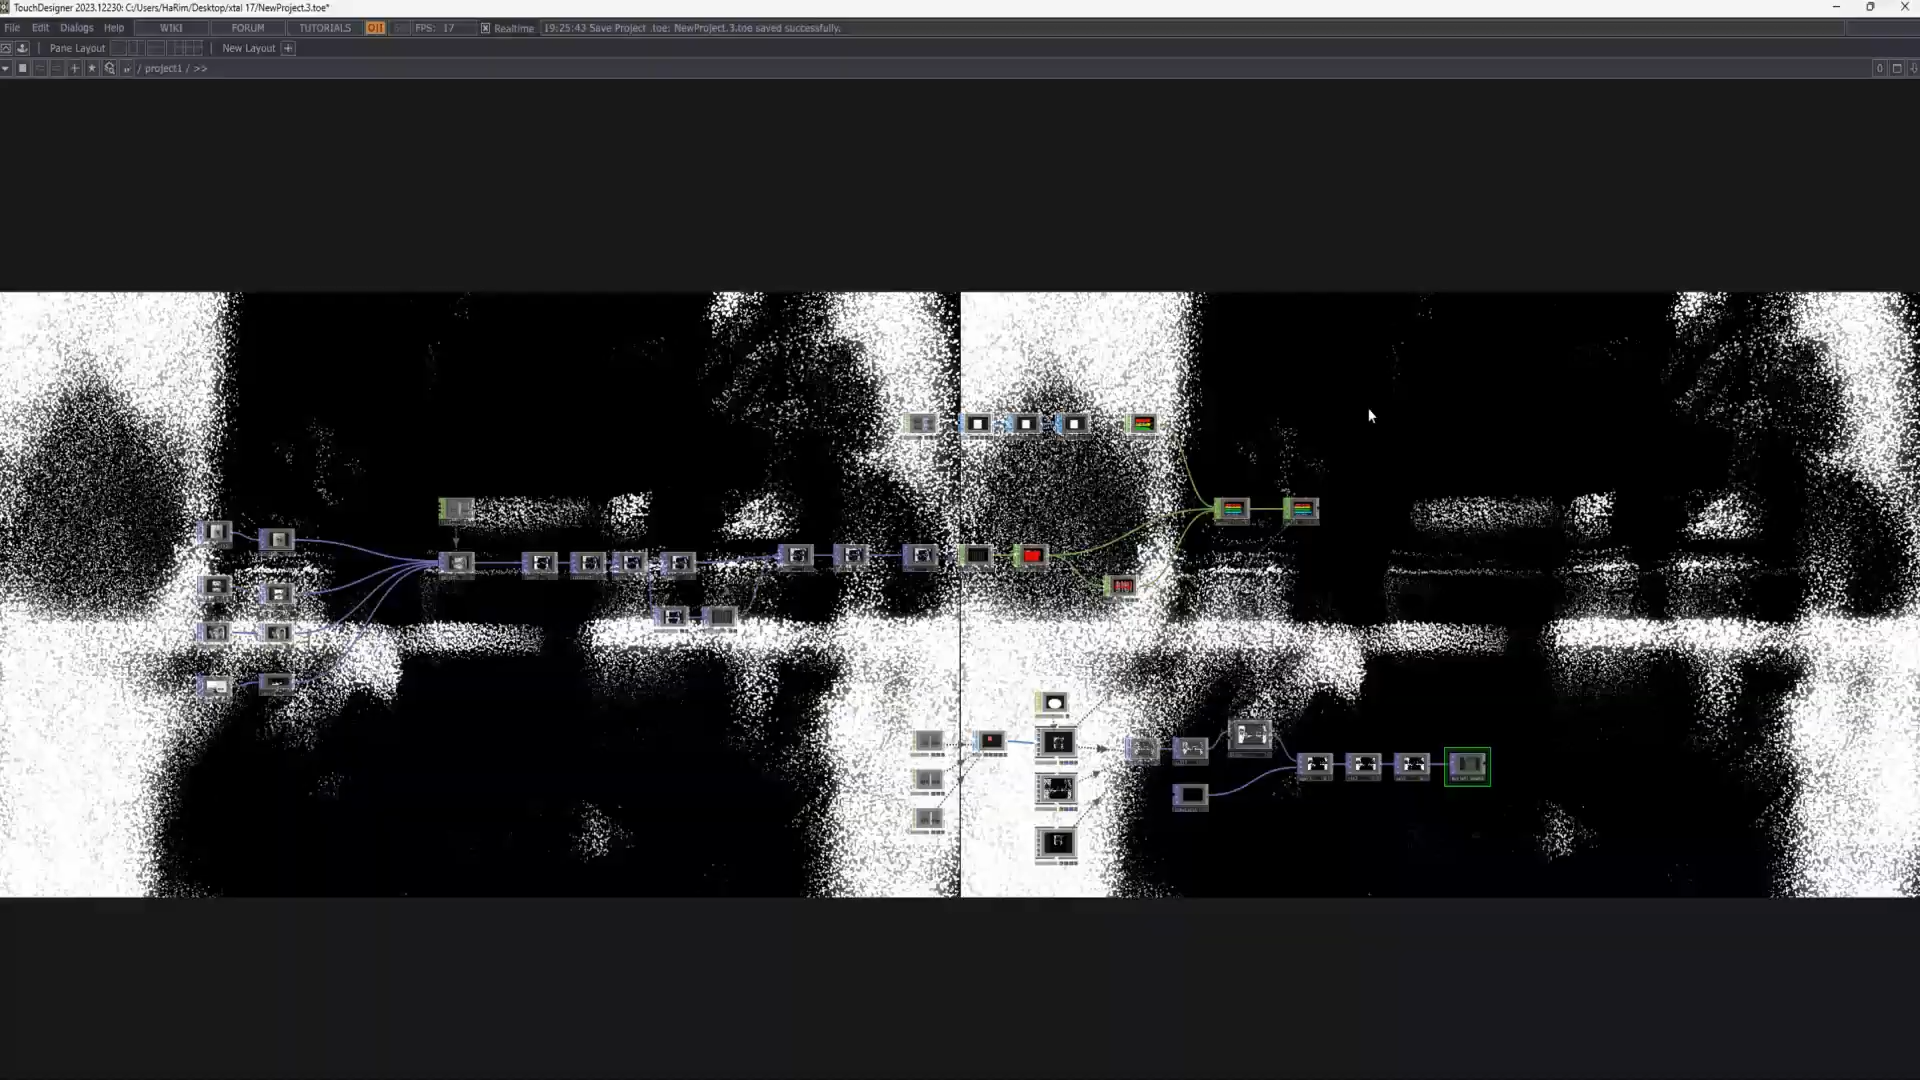 TouchDesigner 2023.12230: C:/Users/HaRim/Desktop/xtal 17/NewProject.3.toe*
File Edit Dialogs Help WIKI FORUM TUTORIALS OII FPS: 17 Realtime 19:25:43 Save Project .toe: NewProject.3.toe saved successfully.
Pane Layout New Layout +
/ project1 / >>